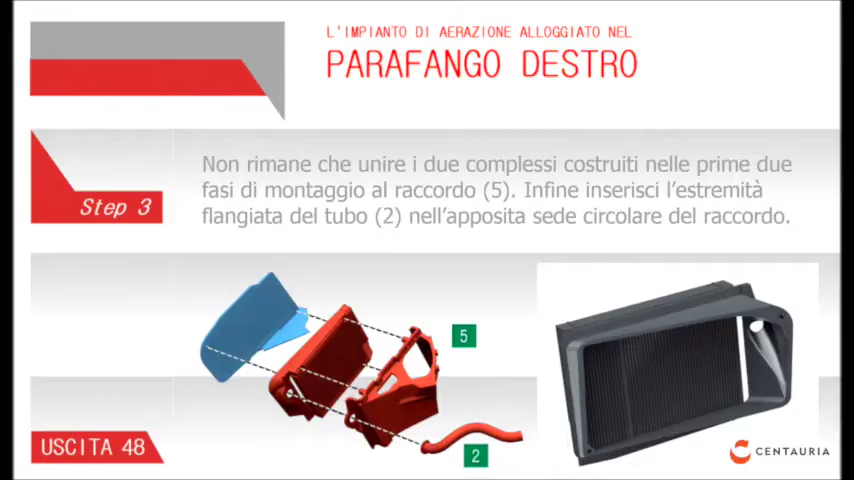 L'IMPIANTO DI AERAZIONE ALLOGGIATO NEL
PARAFANGO DESTRO
Non rimane che unire i due complessi costruiti nelle prime due
fasi di montaggio al raccordo (5). Infine inserisci l'estremità
flangiata del tubo (2) nell'apposita sede circolare del raccordo.
Step 3
5
2
USCITA 48
CENTAURIA